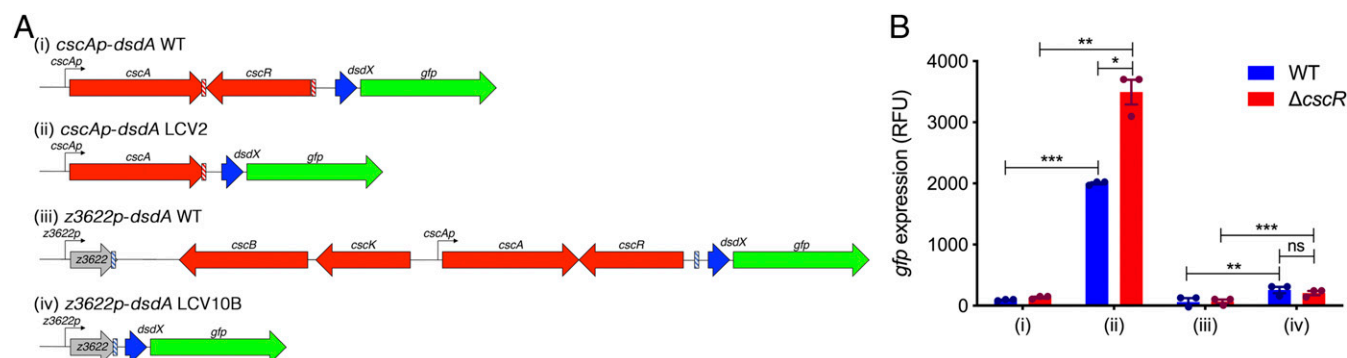 A
(i) cscAp-dsdA WT
cscAp
cscA
cscR
dsdX
gfp
(ii) cscAp-dsdA LCV2
cscAp
cscA
dsdX
gfp
(iii) z3622p-dsdA WT
z3622p
z3622
cscB
cscK
cscAp
cscA
cscR
dsdX
gfp
(iv) z3622p-dsdA LCV10B
z3622p
z3622
dsdX
gfp
B
gfp expression (RFU)
4000
3000
2000
1000
0
**
*
***
***
**
ns
WT
ΔcscR
(i)
(ii)
(iii)
(iv)